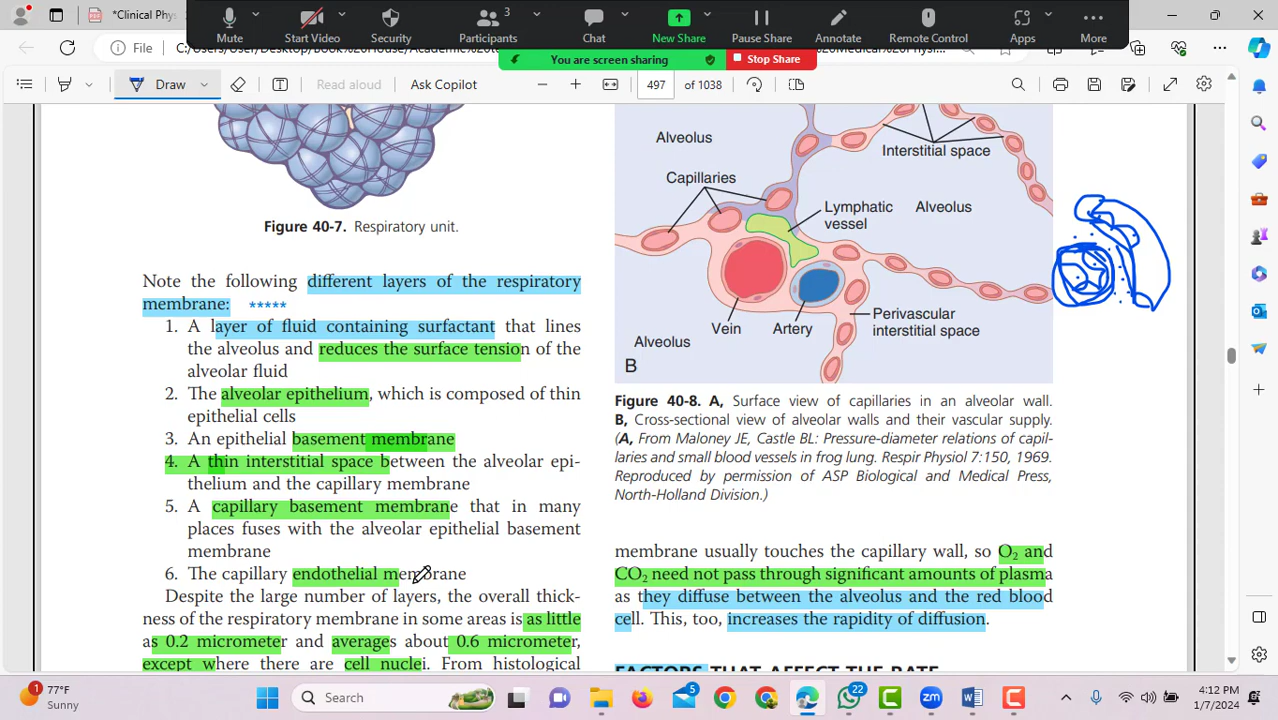 *Clinical Phys
Mute
Start Video
Security
Participants
3
Chat
New Share
Pause Share
Annotate
Remote Control
Apps
More
File
You are screen sharing
Stop Share
Draw
Read aloud
Ask Copilot
497
of 1038
Figure 40-7. Respiratory unit.
Note the following different layers of the respiratory
membrane: *****
1. A layer of fluid containing surfactant that lines
the alveolus and reduces the surface tension of the
alveolar fluid
2. The alveolar epithelium, which is composed of thin
epithelial cells
3. An epithelial basement membrane
4. A thin interstitial space between the alveolar epi-
thelium and the capillary membrane
5. A capillary basement membrane that in many
places fuses with the alveolar epithelial basement
membrane
6. The capillary endothelial membrane
Despite the large number of layers, the overall thick-
ness of the respiratory membrane in some areas is as little
as 0.2 micrometer and averages about 0.6 micrometer,
except where there are cell nuclei. From histological
Alveolus
Interstitial space
Capillaries
Lymphatic
vessel
Alveolus
Vein
Artery
Perivascular
interstitial space
Alveolus
B
Figure 40-8. A, Surface view of capillaries in an alveolar wall.
B, Cross-sectional view of alveolar walls and their vascular supply.
(A, From Maloney JE, Castle BL: Pressure-diameter relations of capil-
laries and small blood vessels in frog lung. Respir Physiol 7:150, 1969.
Reproduced by permission of ASP Biological and Medical Press,
North-Holland Division.)
membrane usually touches the capillary wall, so O₂ and
CO₂ need not pass through significant amounts of plasma
as they diffuse between the alveolus and the red blood
cell. This, too, increases the rapidity of diffusion.
FACTORS THAT AFFECT THE RATE
1
77°F
Sunny
Search
5
22
zm
4:12 PM
1/7/2024